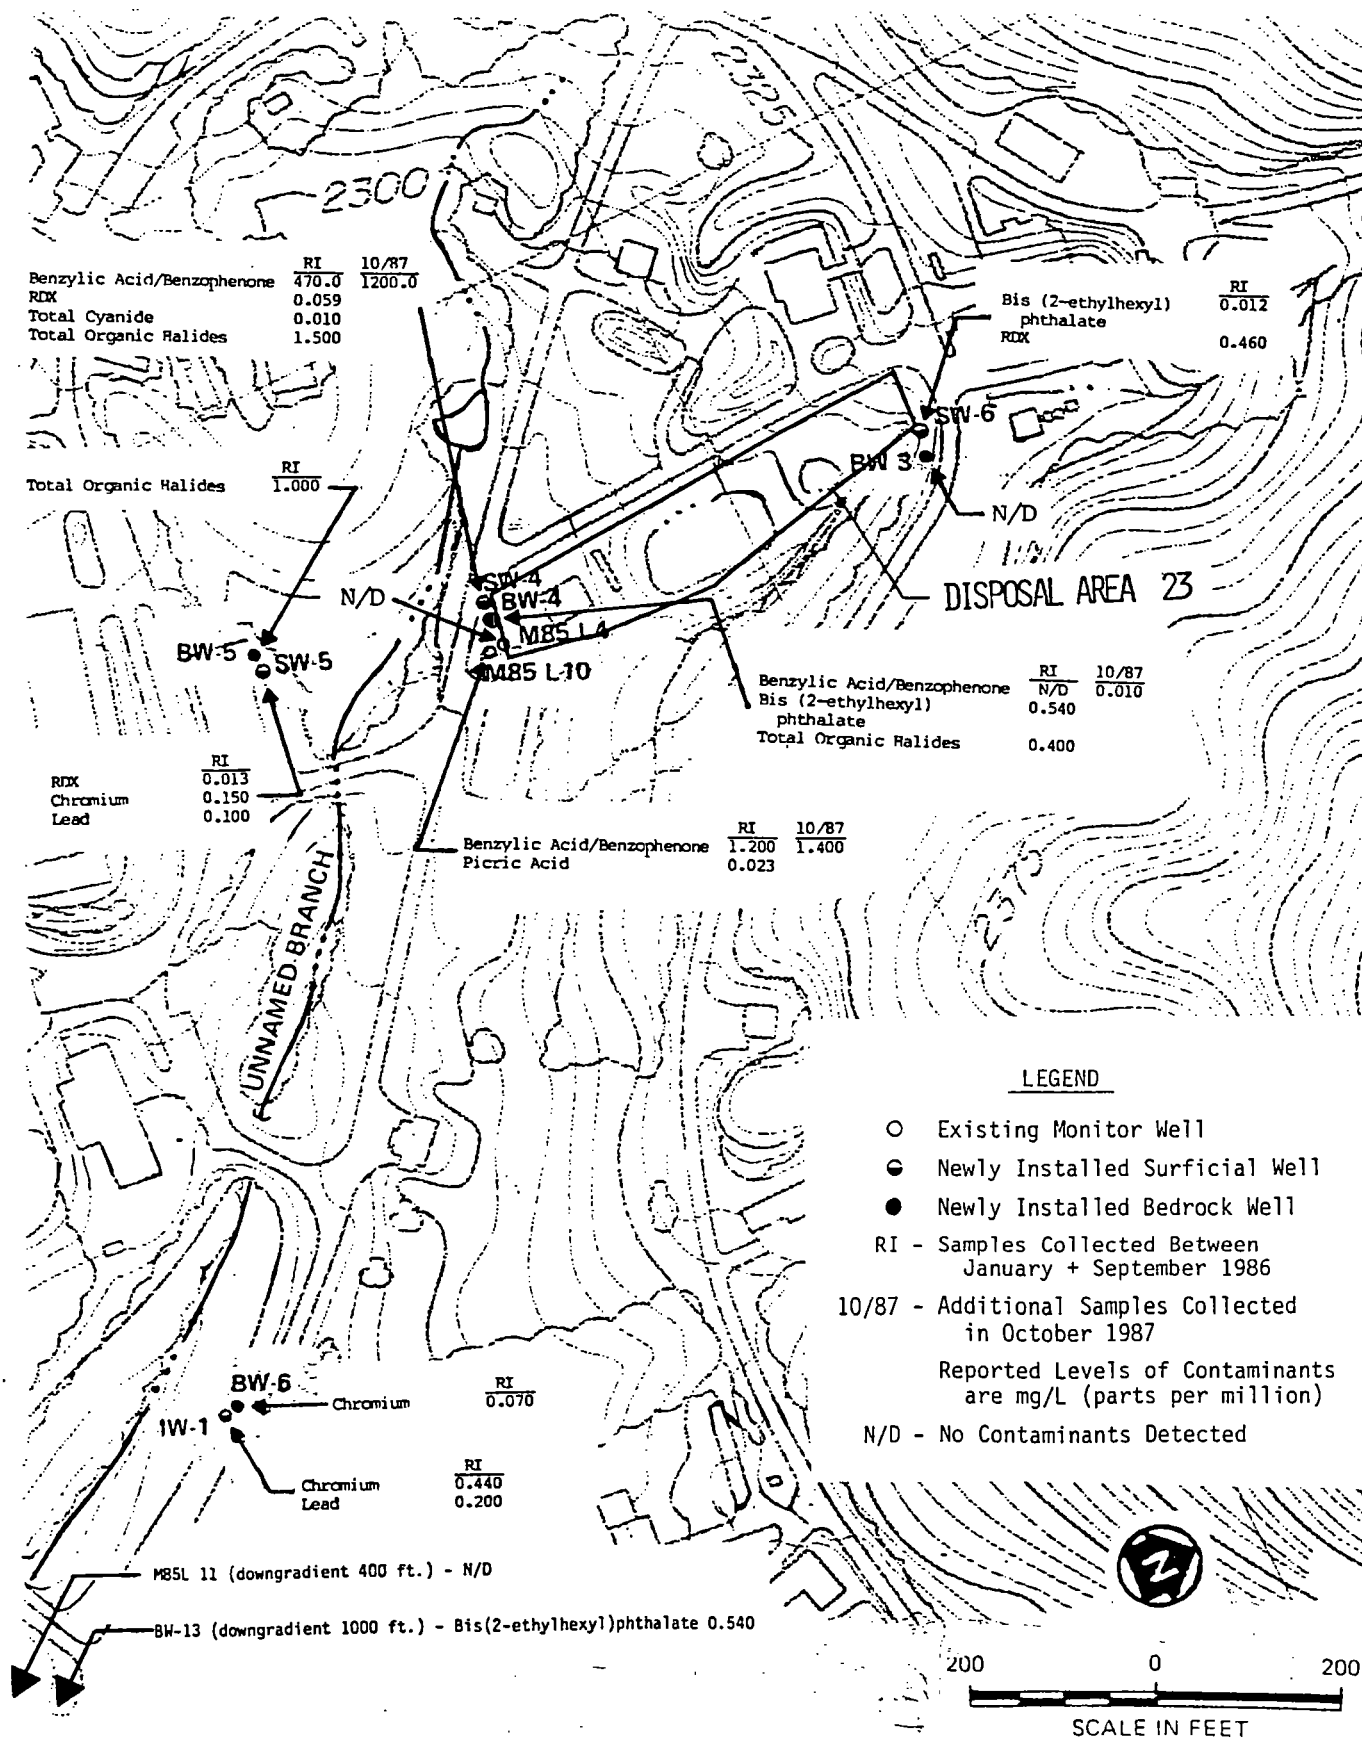 2325
2300
RI 10/87
Benzylic Acid/Benzophenone 470.0 1200.0
RDX 0.059
Total Cyanide 0.010
Total Organic Halides 1.500
RI
Bis (2-ethylhexyl) 0.012
phthalate
RDX 0.460
SW-6
BW 3
N/D
RI
Total Organic Halides 1.000
DISPOSAL AREA 23
N/D
SW-4
BW-4
M85 L4
M85 L-10
BW-5
SW-5
RI 10/87
Benzylic Acid/Benzophenone N/D 0.010
Bis (2-ethylhexyl) 0.540
phthalate
Total Organic Halides 0.400
RI
RDX 0.013
Chromium 0.150
Lead 0.100
RI 10/87
Benzylic Acid/Benzophenone 1.200 1.400
Picric Acid 0.023
2375
UNNAMED BRANCH
LEGEND
Existing Monitor Well
Newly Installed Surficial Well
Newly Installed Bedrock Well
RI - Samples Collected Between
January + September 1986
10/87 - Additional Samples Collected
in October 1987
Reported Levels of Contaminants
are mg/L (parts per million)
N/D - No Contaminants Detected
BW-6
RI
Chromium 0.070
IW-1
RI
Chromium 0.440
Lead 0.200
M85L 11 (downgradient 400 ft.) - N/D
BW-13 (downgradient 1000 ft.) - Bis(2-ethylhexyl)phthalate 0.540
N
200 0 200
SCALE IN FEET